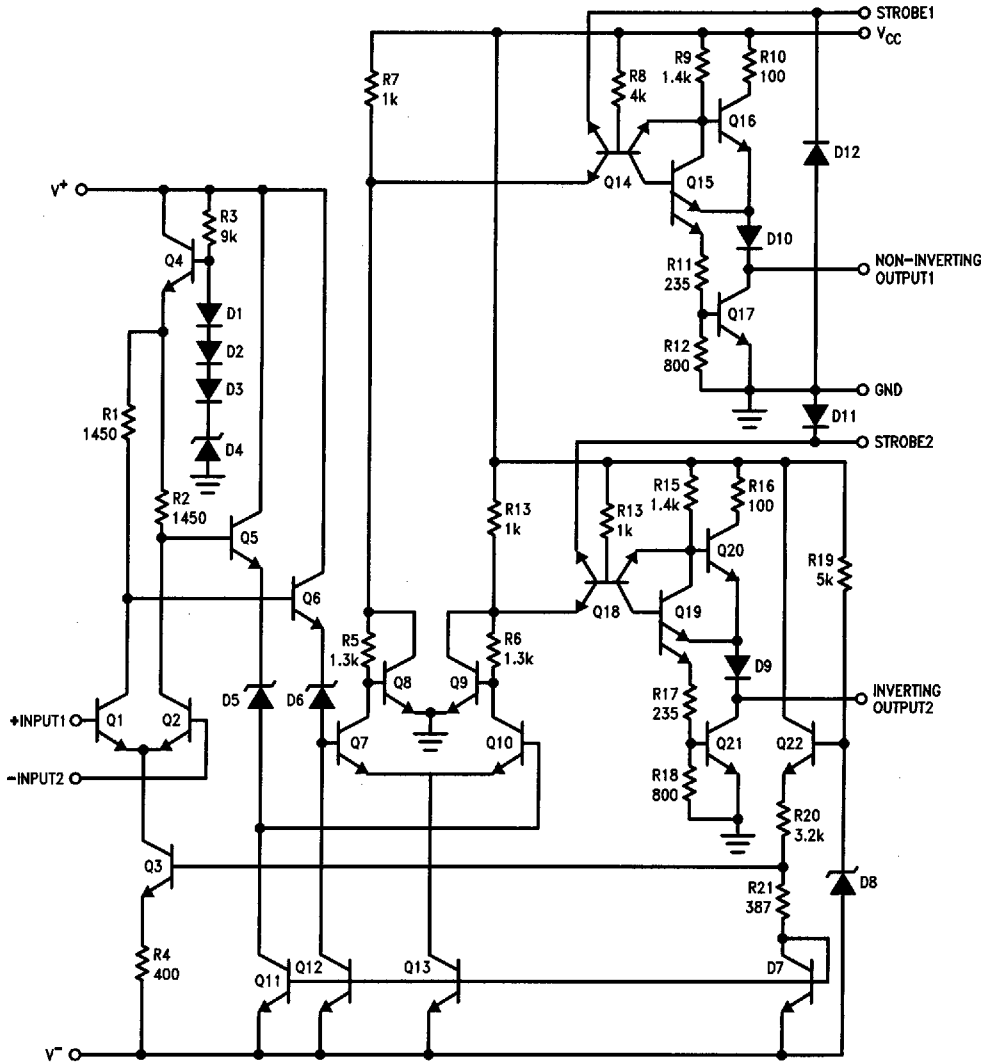 STROBE1
VCC
R7
1k
R8
4k
R9
1.4k
R10
100
Q16
D12
Q14
Q15
V+
R3
9k
Q4
D10
R11
235
NON-INVERTING
OUTPUT1
D1
Q17
D2
R12
800
D3
GND
R1
1450
D11
D4
STROBE2
R2
1450
R13
1k
R13
1k
R15
1.4k
R16
100
Q5
Q20
R19
5k
Q6
Q18
Q19
R5
1.3k
R6
1.3k
D9
Q8
Q9
D5
D6
R17
235
INVERTING
OUTPUT2
+INPUT1
Q1
Q2
Q7
Q10
Q21
Q22
-INPUT2
R18
800
R20
3.2k
Q3
D8
R21
387
R4
400
Q11
Q12
Q13
D7
V-